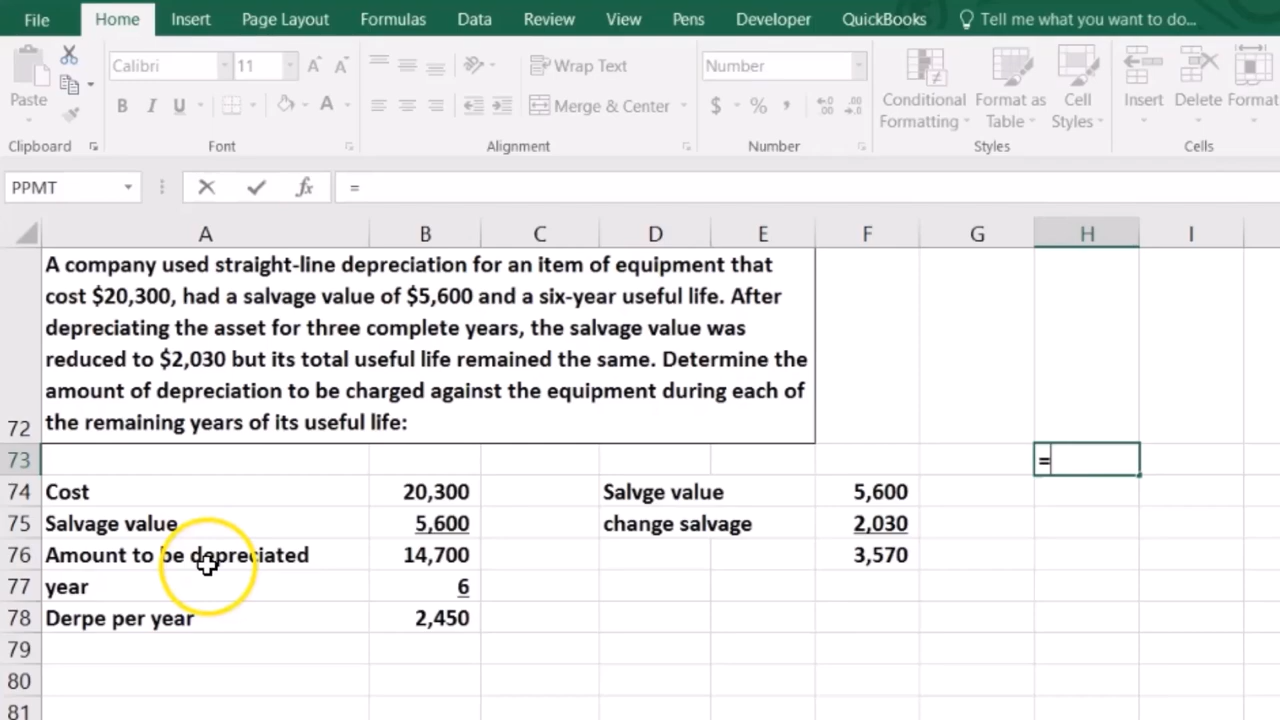 File Home Insert Page Layout Formulas Data Review View Pens Developer QuickBooks Tell me what you want to do...
Paste Calibri 11 A A Wrap Text Number Conditional Format as Cell Insert Delete Format
B I U A Merge & Center $ % , Formatting Table Styles
Clipboard Font Alignment Number Styles Cells
PPMT fx =
A B C D E F G H I
A company used straight-line depreciation for an item of equipment that
cost $20,300, had a salvage value of $5,600 and a six-year useful life. After
depreciating the asset for three complete years, the salvage value was
reduced to $2,030 but its total useful life remained the same. Determine the
amount of depreciation to be charged against the equipment during each of
72 the remaining years of its useful life:
73 =
74 Cost 20,300 Salvge value 5,600
75 Salvage value 5,600 change salvage 2,030
76 Amount to be depreciated 14,700 3,570
77 year 6
78 Derpe per year 2,450
79
80
81